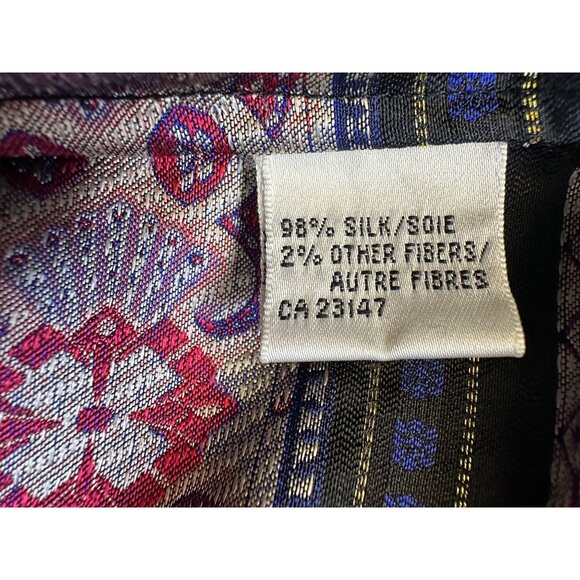 98% SILK/SOIE
2% OTHER FIBERS/
AUTRE FIBRES
CA 23147